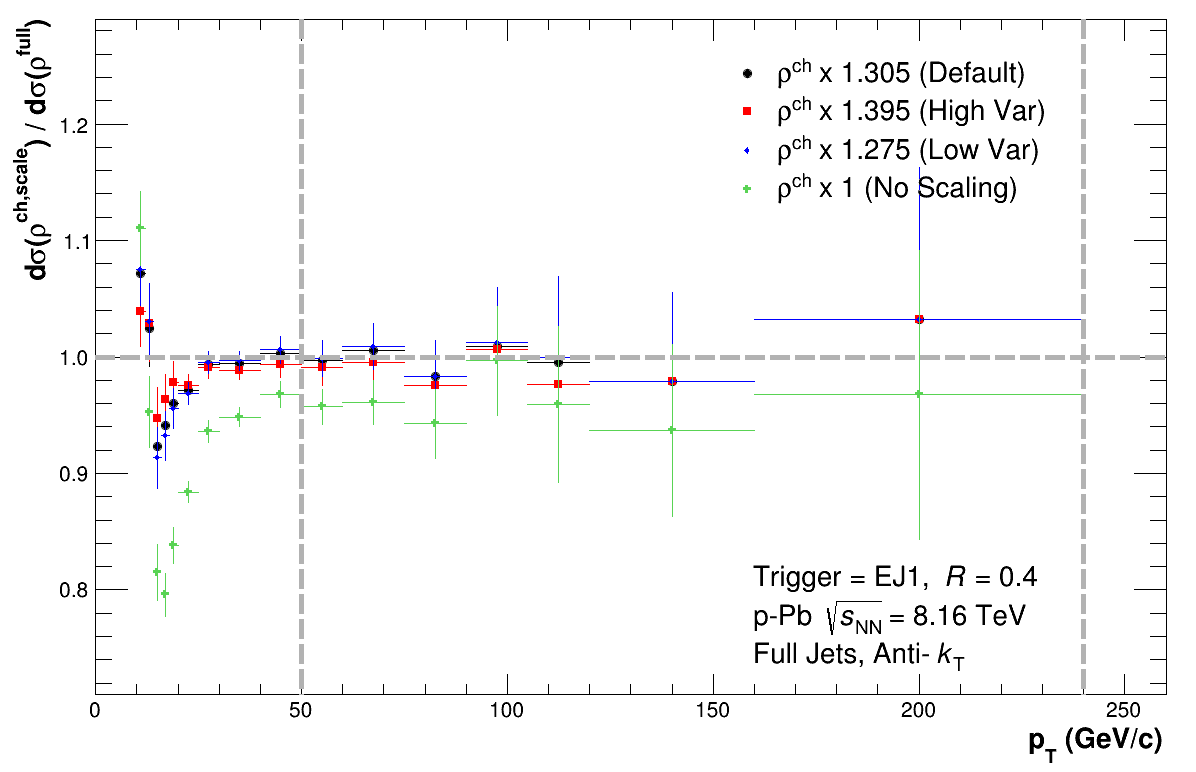 dσ(ρ^ch,scale) / dσ(ρ^full)
ρ^ch x 1.305 (Default)
ρ^ch x 1.395 (High Var)
ρ^ch x 1.275 (Low Var)
ρ^ch x 1 (No Scaling)
1.2
1.1
1.0
0.9
0.8
Trigger = EJ1, R = 0.4
p-Pb √s_NN = 8.16 TeV
Full Jets, Anti- k_T
0 50 100 150 200 250
p_T (GeV/c)